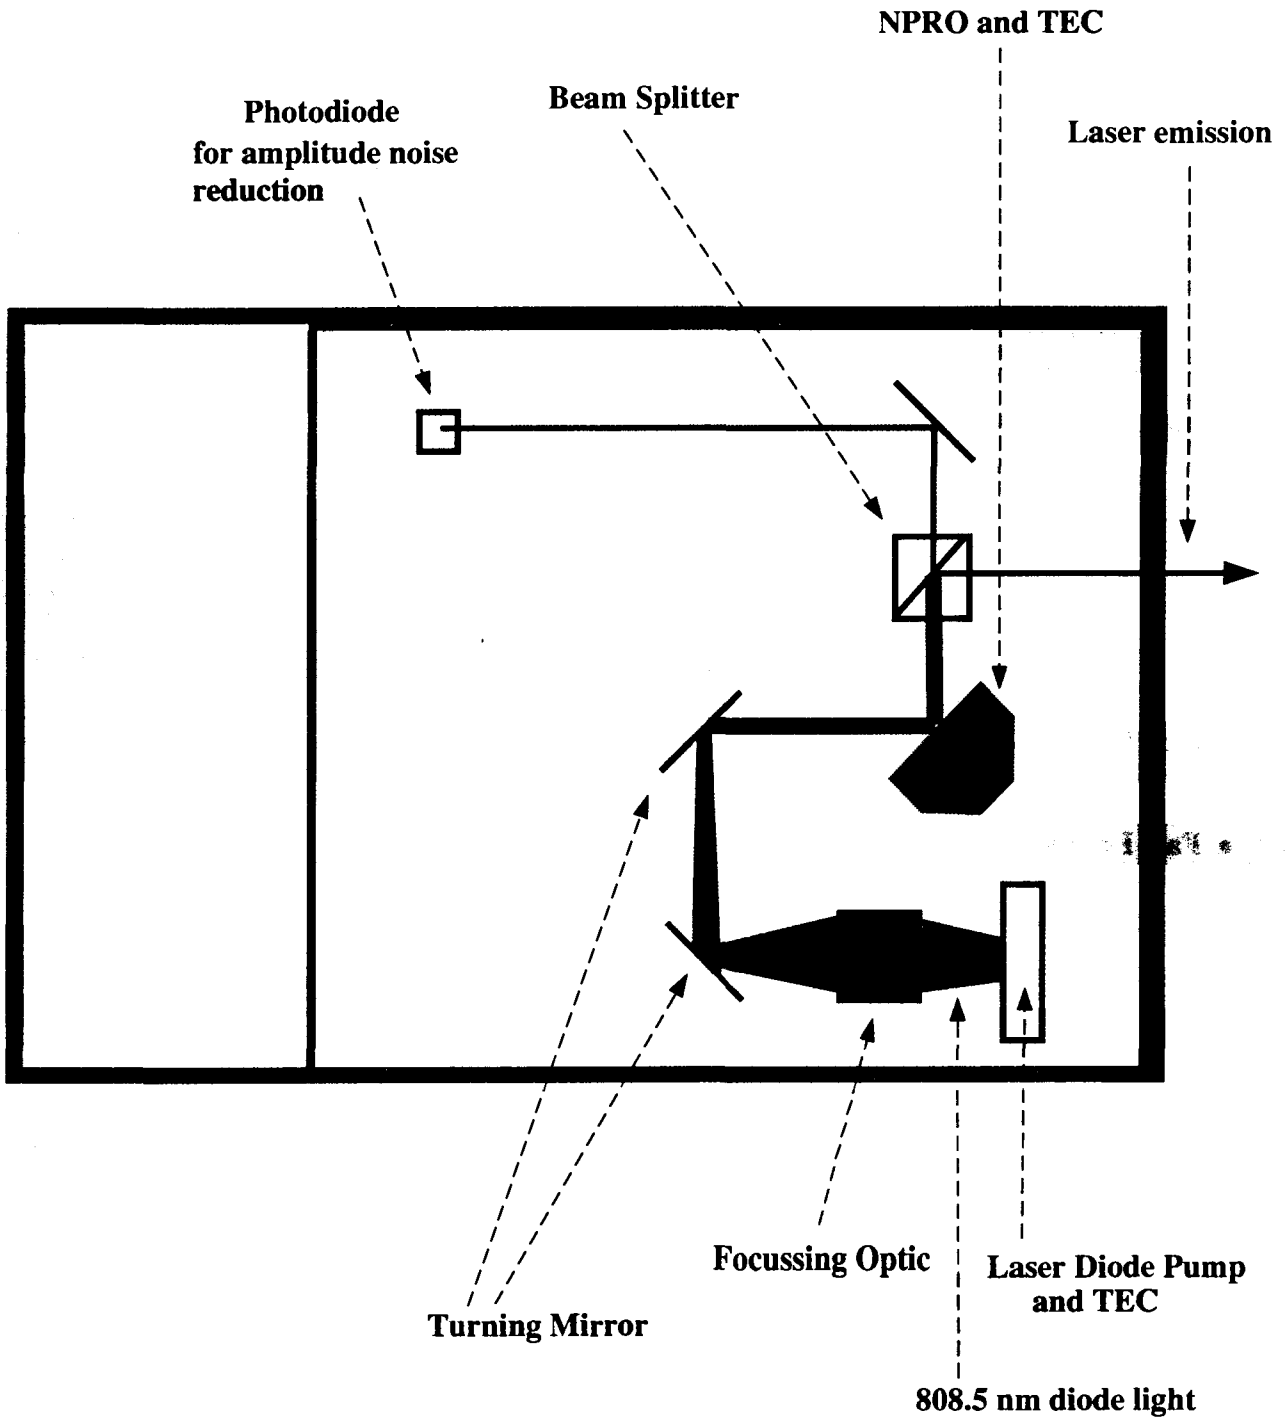 NPRO and TEC
Beam Splitter
Photodiode
for amplitude noise
reduction
Laser emission
Focussing Optic
Laser Diode Pump
and TEC
Turning Mirror
808.5 nm diode light